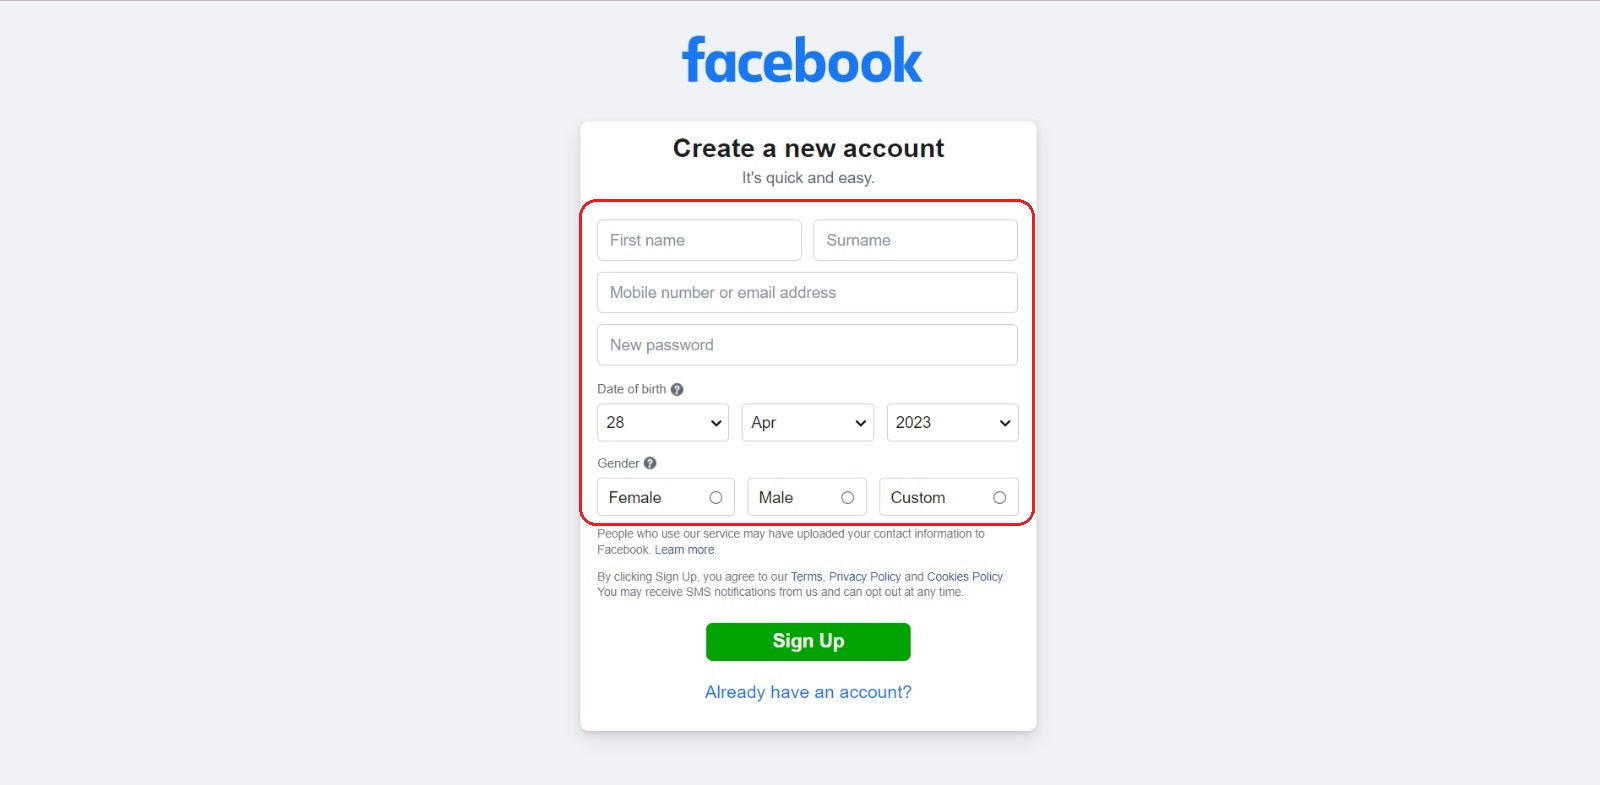 facebook
Create a new account
It's quick and easy.
First name Surname
Mobile number or email address
New password
Date of birth ?
28 Apr 2023
Gender ?
Female Male Custom
People who use our service may have uploaded your contact information to
Facebook. Learn more.
By clicking Sign Up, you agree to our Terms, Privacy Policy and Cookies Policy.
You may receive SMS notifications from us and can opt out at any time.
Sign Up
Already have an account?